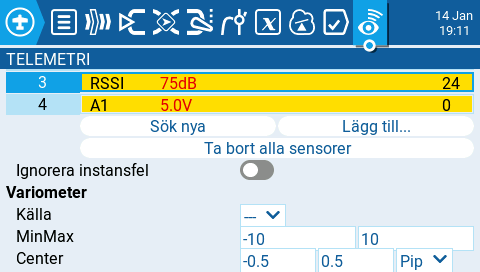 14 Jan
19:11
TELEMETRI
3 RSSI 75dB 24
4 A1 5.0V 0
Sök nya Lägg till...
Ta bort alla sensorer
Ignorera instansfel
Variometer
Källa ---
MinMax -10 10
Center -0.5 0.5 Pip